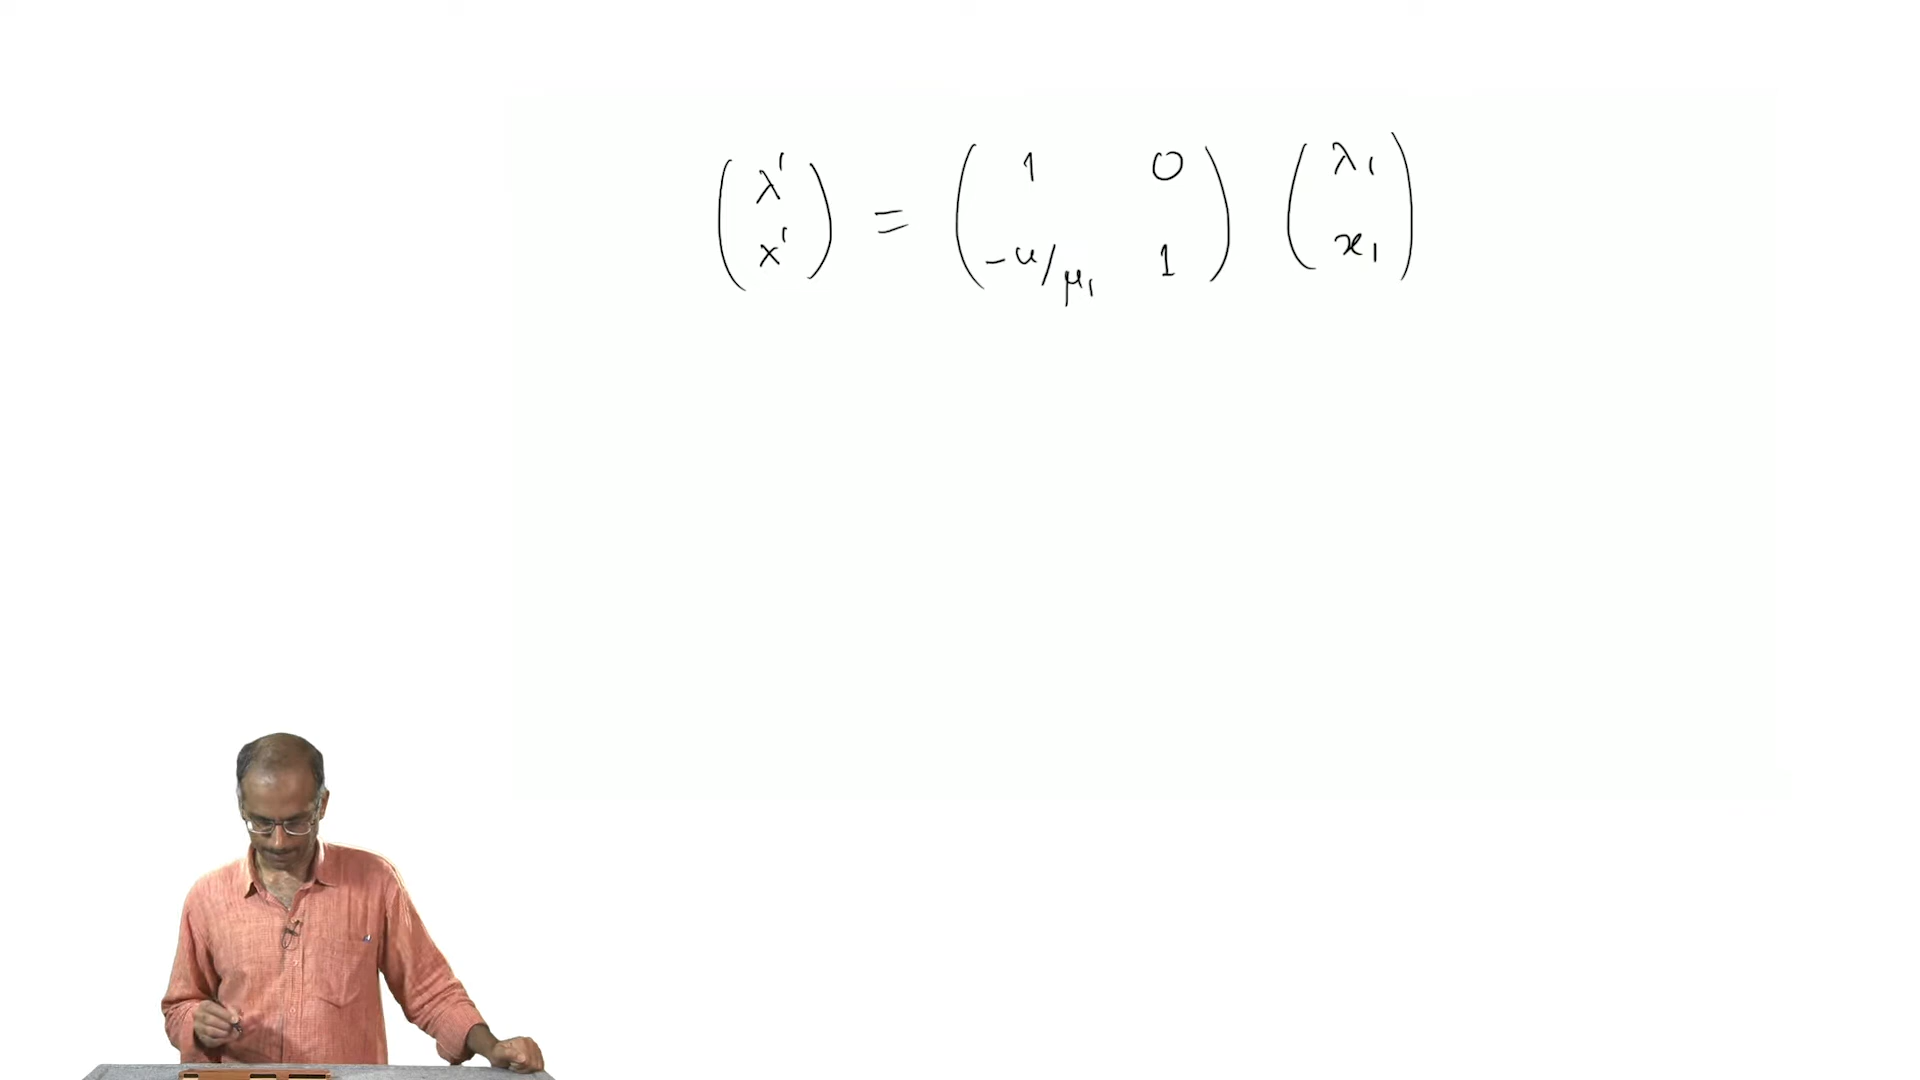 (λ' x') = (1 0 -u/μ₁ 1) (λ₁ x₁)